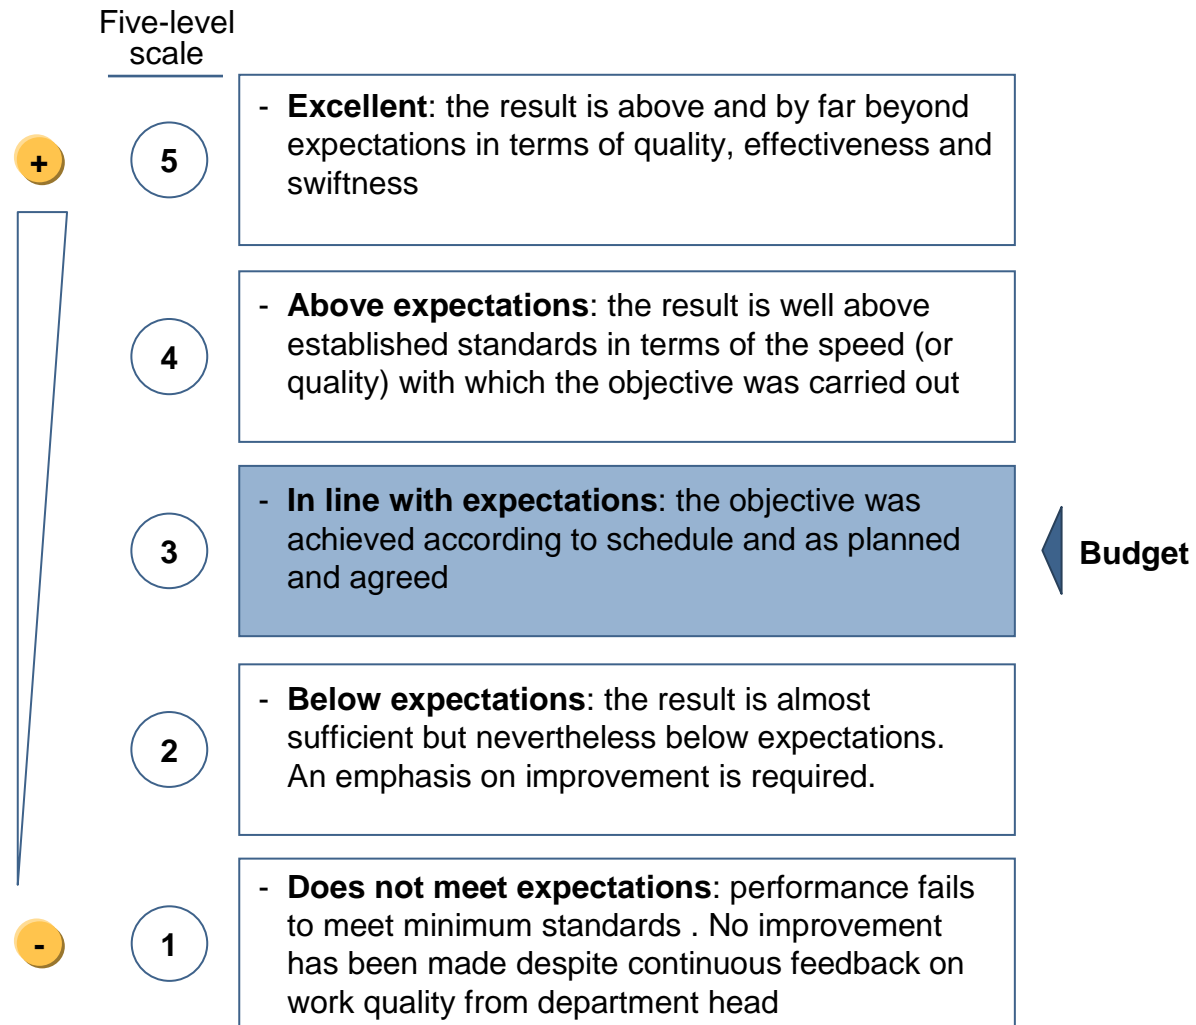 Five-level
scale
+
5
- Excellent: the result is above and by far beyond
expectations in terms of quality, effectiveness and
swiftness
4
- Above expectations: the result is well above
established standards in terms of the speed (or
quality) with which the objective was carried out
3
- In line with expectations: the objective was
achieved according to schedule and as planned
and agreed
Budget
2
- Below expectations: the result is almost
sufficient but nevertheless below expectations.
An emphasis on improvement is required.
-
1
- Does not meet expectations: performance fails
to meet minimum standards . No improvement
has been made despite continuous feedback on
work quality from department head